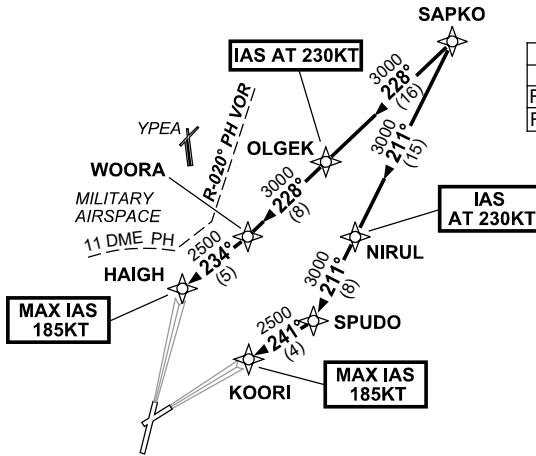 SAPKO
IAS AT 230KT
3000
228°
(16)
3000
211°
(15)
F
F
YPEA
R-020° PH VOR
OLGEK
WOORA
3000
228°
(8)
MILITARY
AIRSPACE
11 DME PH
IAS
AT 230KT
NIRUL
2500
234°
(5)
HAIGH
3000
211°
(8)
MAX IAS
185KT
2500
241°
(4)
SPUDO
KOORI
MAX IAS
185KT